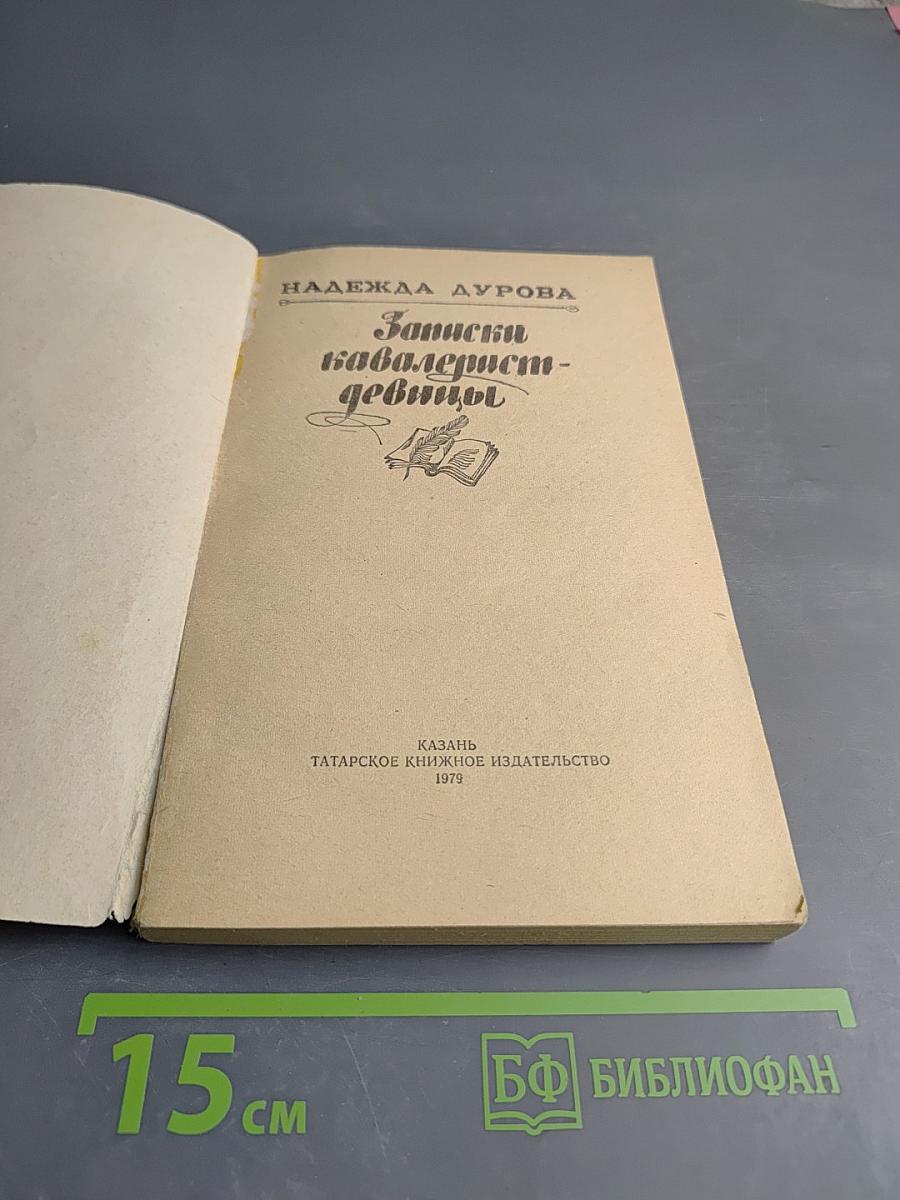 НАДЕЖДА ДУРОВА
Записки
кавалерист-
девицы
КАЗАНЬ
ТАТАРСКОЕ КНИЖНОЕ ИЗДАТЕЛЬСТВО
1979
15 см
БФ БИБЛИОФАН